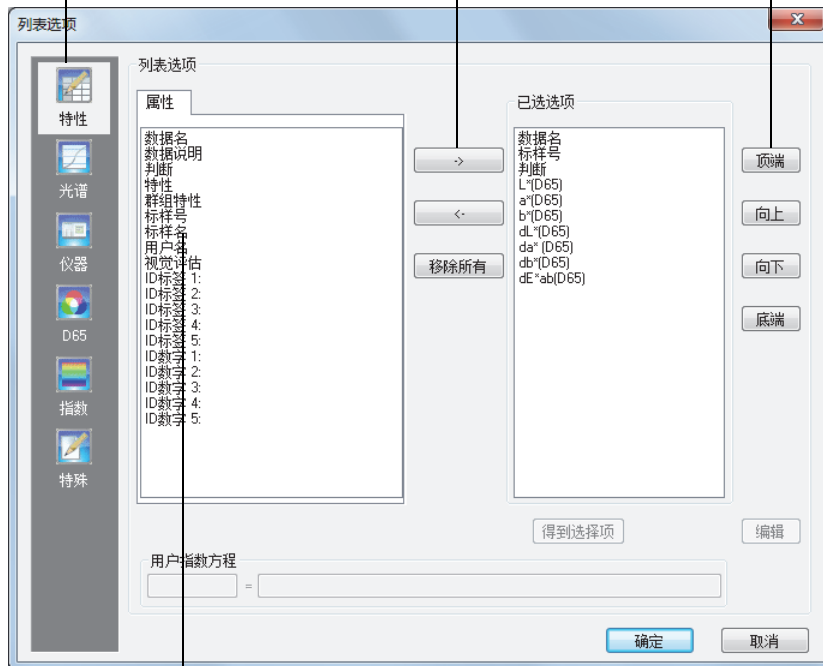 列表选项
特性
光谱
仪器
D65
指数
特殊
列表选项
属性
数据名
数据说明
判断
特性
群组特性
标样号
标样名
用户名
视觉评估
ID标签 1:
ID标签 2:
ID标签 3:
ID标签 4:
ID标签 5:
ID数字 1:
ID数字 2:
ID数字 3:
ID数字 4:
ID数字 5:
->
<-
移除所有
已选选项
数据名
标样号
判断
L*(D65)
a*(D65)
b*(D65)
dL*(D65)
da* (D65)
db*(D65)
dE*ab(D65)
顶端
向上
向下
底端
得到选择项
编辑
用户指数方程
=
确定
取消